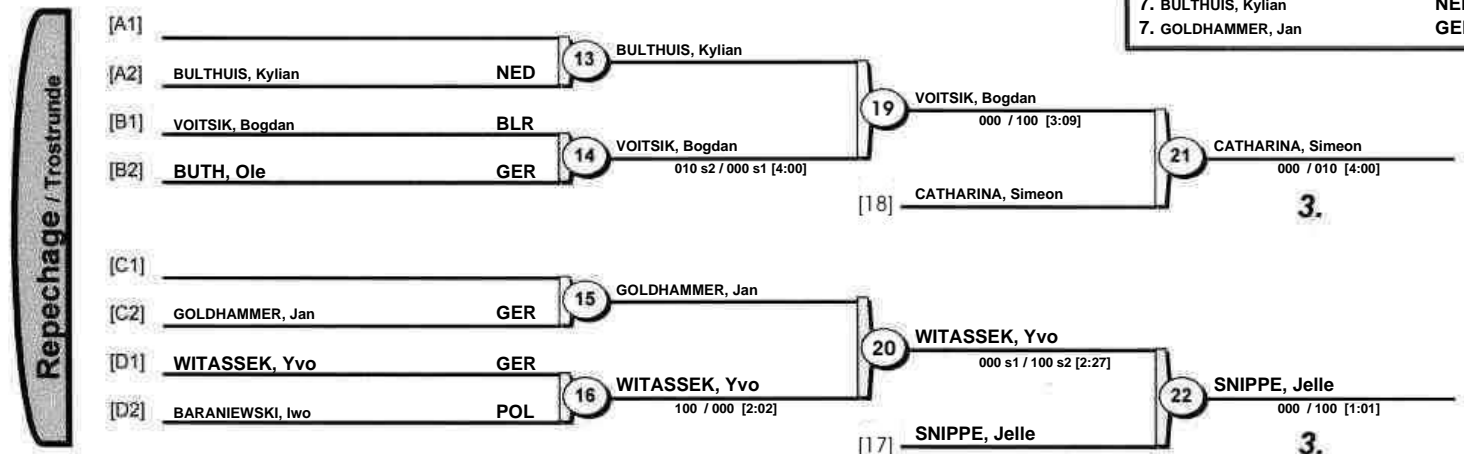 7. BULTHUIS, Kylian
7. GOLDHAMMER, Jan
Repechage / Trostrunde
[A1]
[A2] BULTHUIS, Kylian NED
13 BULTHUIS, Kylian
[B1] VOITSIK, Bogdan BLR
[B2] BUTH, Ole GER
14 VOITSIK, Bogdan
010 s2 / 000 s1 [4:00]
19 VOITSIK, Bogdan
000 / 100 [3:09]
[18] CATHARINA, Simeon
21 CATHARINA, Simeon
000 / 010 [4:00]
3.
[C1]
[C2] GOLDHAMMER, Jan GER
15 GOLDHAMMER, Jan
[D1] WITASSEK, Yvo GER
[D2] BARANIEWSKI, Iwo POL
16 WITASSEK, Yvo
100 / 000 [2:02]
20 WITASSEK, Yvo
000 s1 / 100 s2 [2:27]
[17] SNIPPE, Jelle
22 SNIPPE, Jelle
000 / 100 [1:01]
3.